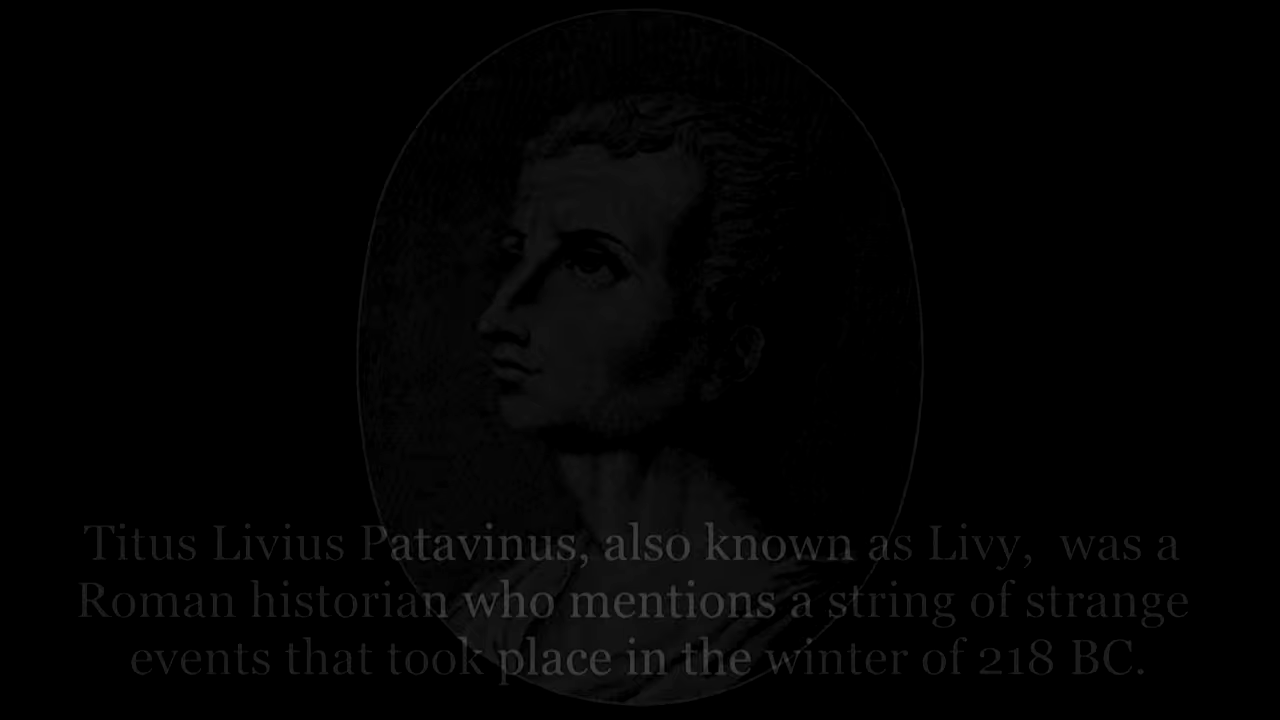 Titus Livius Patavinus, also known as Livy, was a
Roman historian who mentions a string of strange
events that took place in the winter of 218 BC.